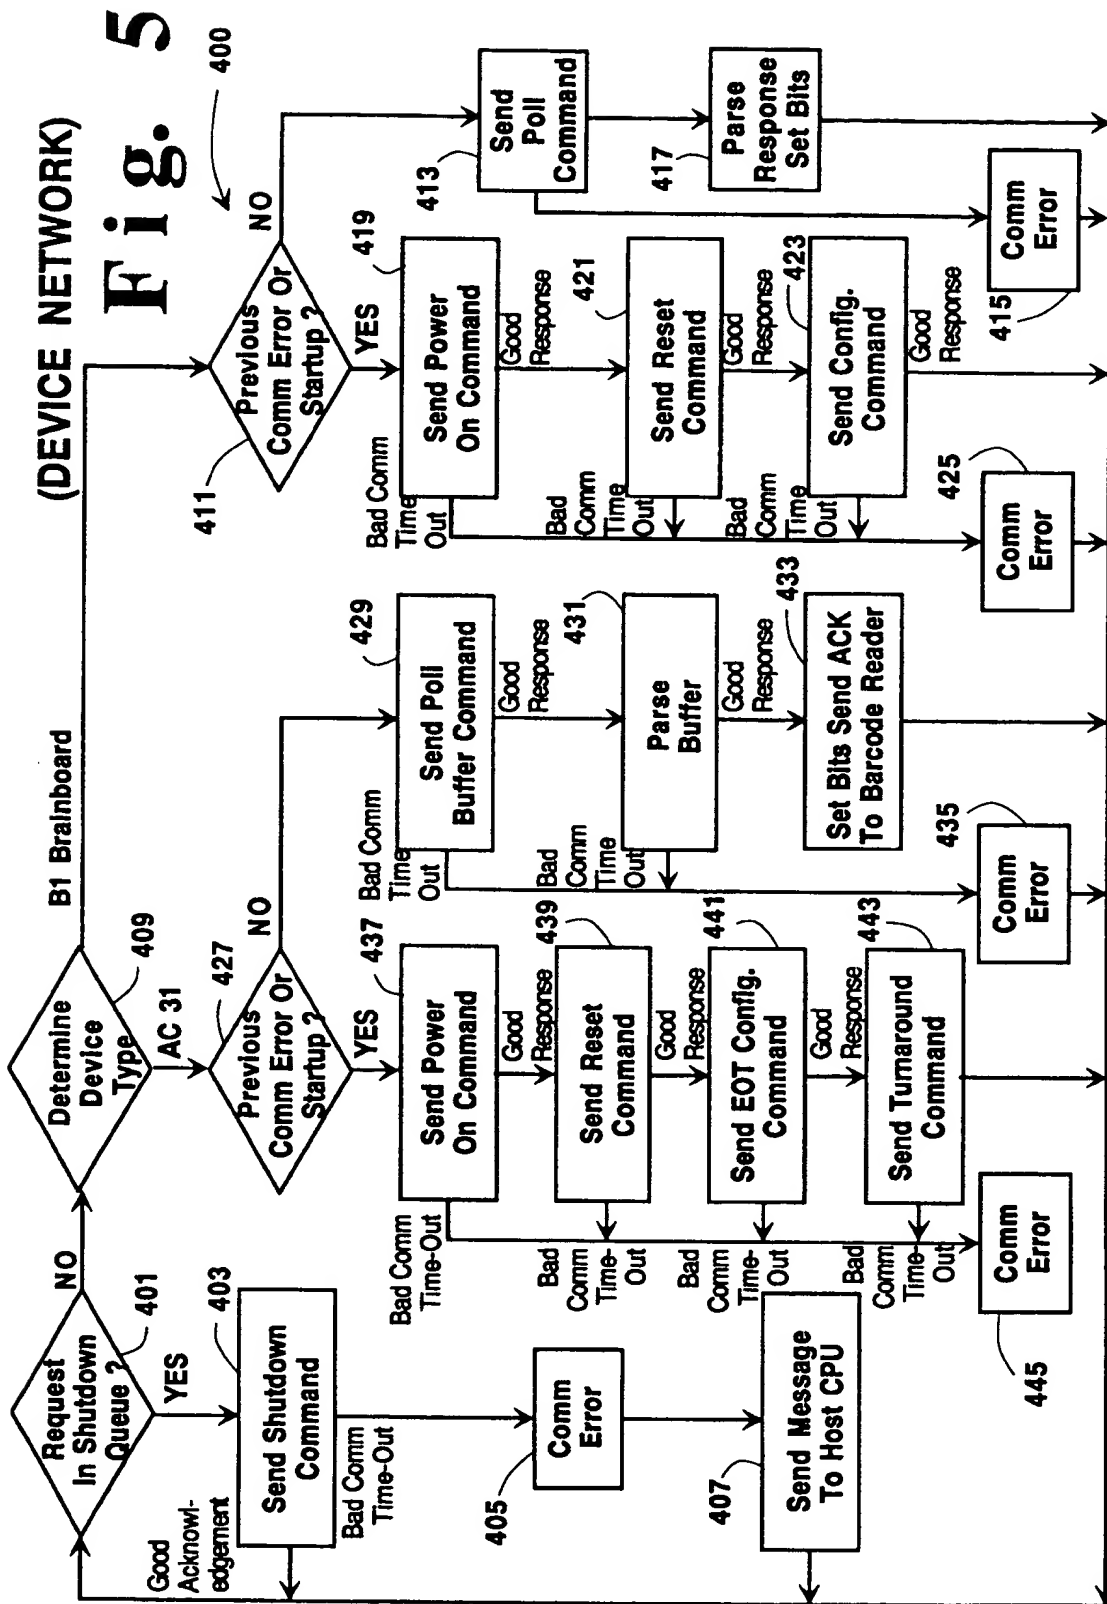 (DEVICE NETWORK)
Fig. 5
400
Request
In Shutdown
Queue ?
401
NO
YES
Good
Acknowl-
edgement
403
Send Shutdown
Command
Bad Comm
Time-Out
405
Comm
Error
407
Send Message
To Host CPU
Determine
Device
Type
409
B1 Brainboard
AC 31
427
Previous
Comm Error Or
Startup ?
NO
YES
437
Send Power
On Command
Bad Comm
Time-Out
Good
Response
439
Send Reset
Command
Bad
Comm
Time-
Out
Good
Response
441
Send EOT Config.
Command
Bad
Comm
Time-
Out
Good
Response
443
Send Turnaround
Command
Bad
Comm
Time-
Out
Comm
Error
445
429
Send Poll
Buffer Command
Bad Comm
Time
Out
Good
Response
431
Parse
Buffer
Bad
Comm
Time
Out
Good
Response
433
Set Bits Send ACK
To Barcode Reader
435
Comm
Error
411
Previous
Comm Error Or
Startup ?
NO
YES
419
Send Power
On Command
Bad Comm
Time
Out
Good
Response
421
Send Reset
Command
Bad
Comm
Time
Out
Good
Response
423
Send Config.
Command
Bad
Comm
Time
Out
Good
Response
425
Comm
Error
413
Send
Poll
Command
417
Parse
Response
Set Bits
Comm
Error
415